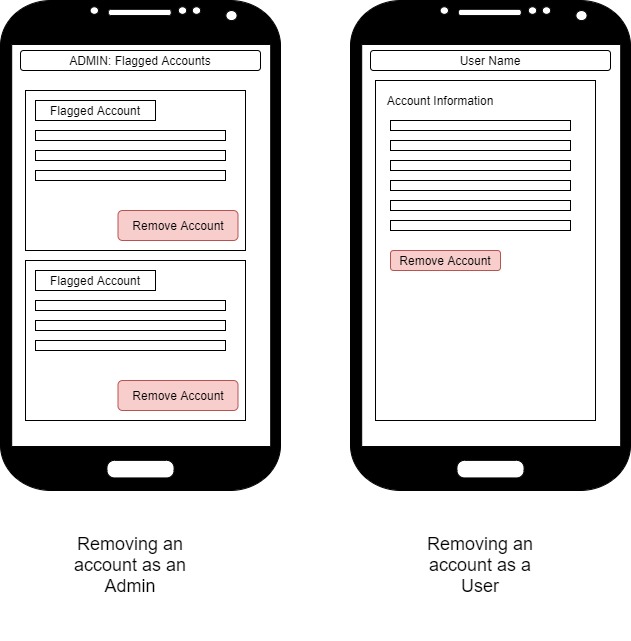 ADMIN: Flagged Accounts
Flagged Account
Remove Account
Flagged Account
Remove Account
Removing an
account as an
Admin
User Name
Account Information
Remove Account
Removing an
account as a
User